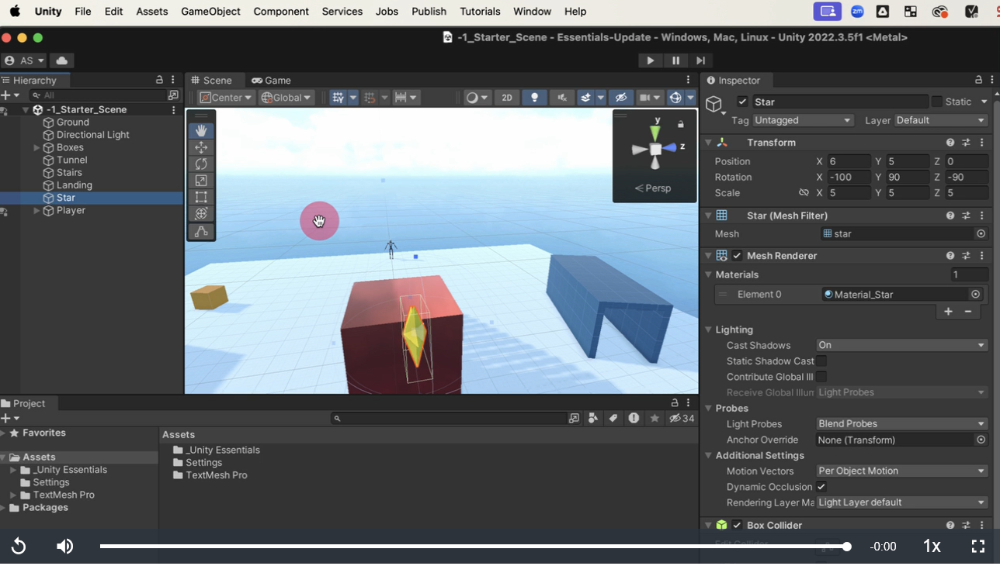 Unity File Edit Assets GameObject Component Services Jobs Publish Tutorials Window Help
zm
-1_Starter_Scene - Essentials-Update - Windows, Mac, Linux - Unity 2022.3.5f1 <Metal>
AS
Hierarchy
All
-1_Starter_Scene
Ground
Directional Light
Boxes
Tunnel
Stairs
Landing
Star
Player
Scene Game
Center Global 2D
y
z
Persp
Inspector
Star Static
Tag Untagged Layer Default
Transform
Position X 6 Y 5 Z 0
Rotation X -100 Y 90 Z -90
Scale X 5 Y 5 Z 5
Star (Mesh Filter)
Mesh star
Mesh Renderer
Materials 1
Element 0 Material_Star
Lighting
Cast Shadows On
Static Shadow Cast
Contribute Global Ill
Receive Global Illum Light Probes
Probes
Light Probes Blend Probes
Anchor Override None (Transform)
Additional Settings
Motion Vectors Per Object Motion
Dynamic Occlusion
Rendering Layer Ma Light Layer default
Box Collider
Edit Collider
Project
34
Favorites
Assets
_Unity Essentials
Settings
TextMesh Pro
Packages
Assets
_Unity Essentials
Settings
TextMesh Pro
-0:00 1x